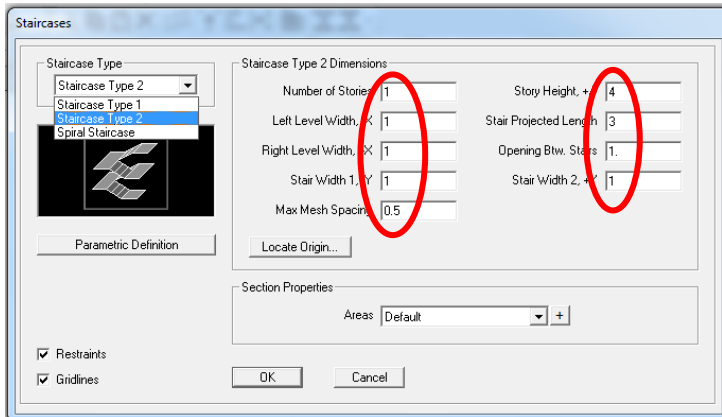 Staircases
Staircase Type
Staircase Type 2
Staircase Type 1
Staircase Type 2
Spiral Staircase
Parametric Definition
Restraints
Gridlines
Staircase Type 2 Dimensions
Number of Stories 1
Left Level Width, X 1
Right Level Width, X 1
Stair Width 1, Y 1
Max Mesh Spacing 0.5
Story Height, + 4
Stair Projected Length 3
Opening Btw. Stairs 1.
Stair Width 2, +Y 1
Locate Origin...
Section Properties
Areas Default +
OK Cancel